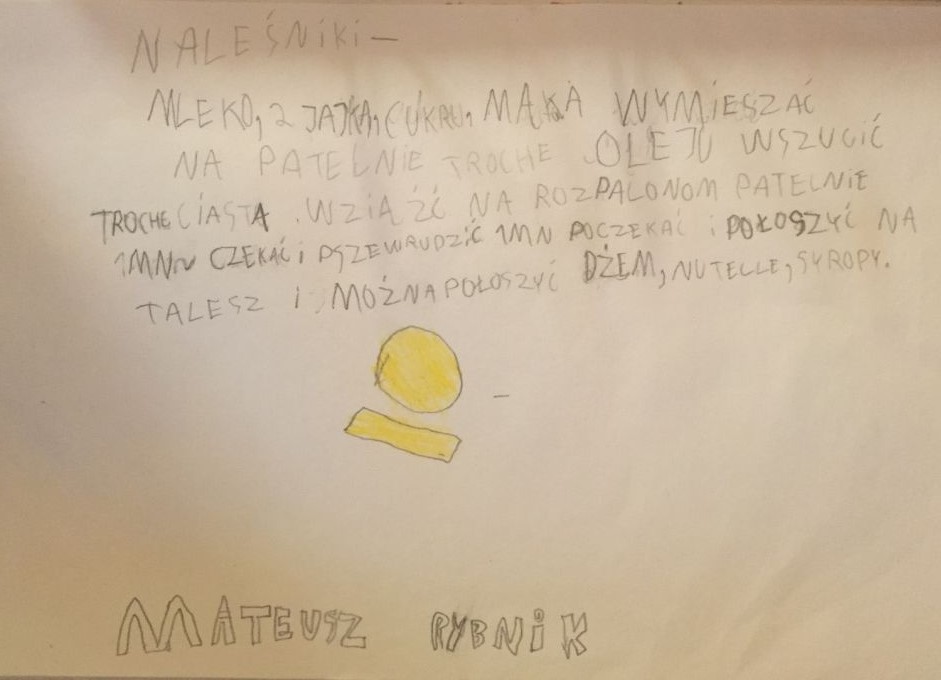 NALEŚNIKI –
MLEKO, 2 JAJKA, CUKRU, MĄKA WYMIESZAĆ
NA PATELNIE TROCHE OLEJU WSZUCIĆ
TROCHE CIASTA. WZIĄŹĆ NA ROZPALONOM PATELNIE
1MN CZEKAĆ i PSZEWRUDZIĆ 1MN POCZEKAĆ i POŁOSZYĆ NA
TALESZ I MOŻNA POŁOSZYĆ DŻEM, NUTELLE, SYROPY.
MATEUSZ RYBNIK